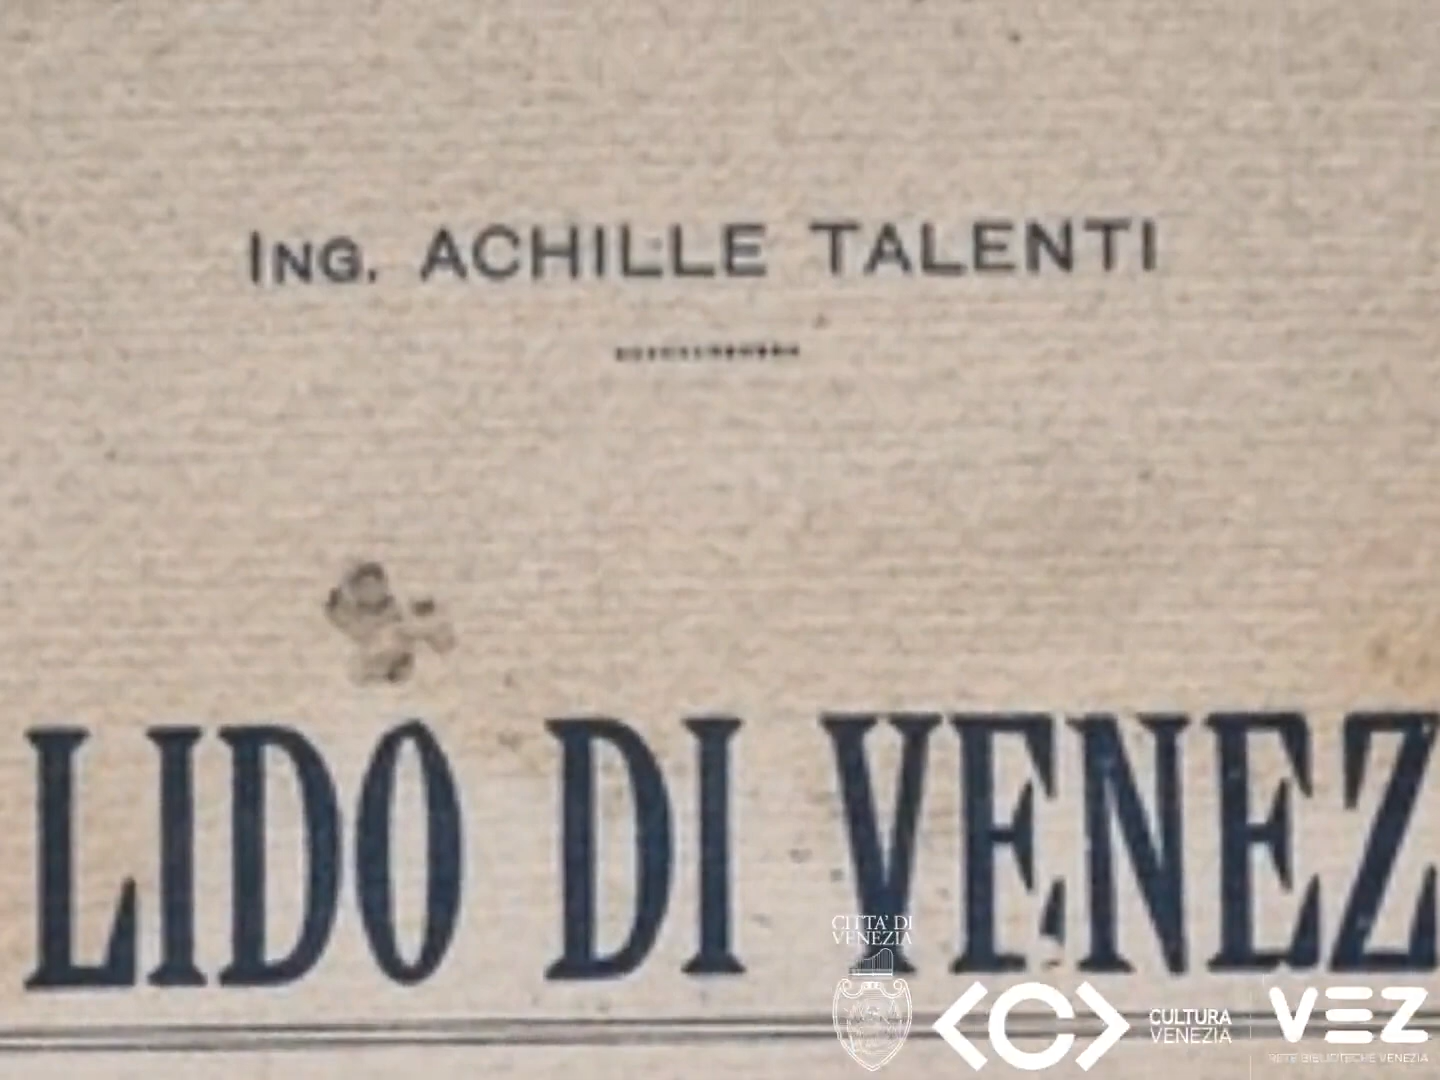 ING. ACHILLE TALENTI
LIDO DI VENEZ
CITTA' DI
VENEZIA
CULTURA
VENEZIA
VEZ
RETE BIBLIOTECHE VENEZIA